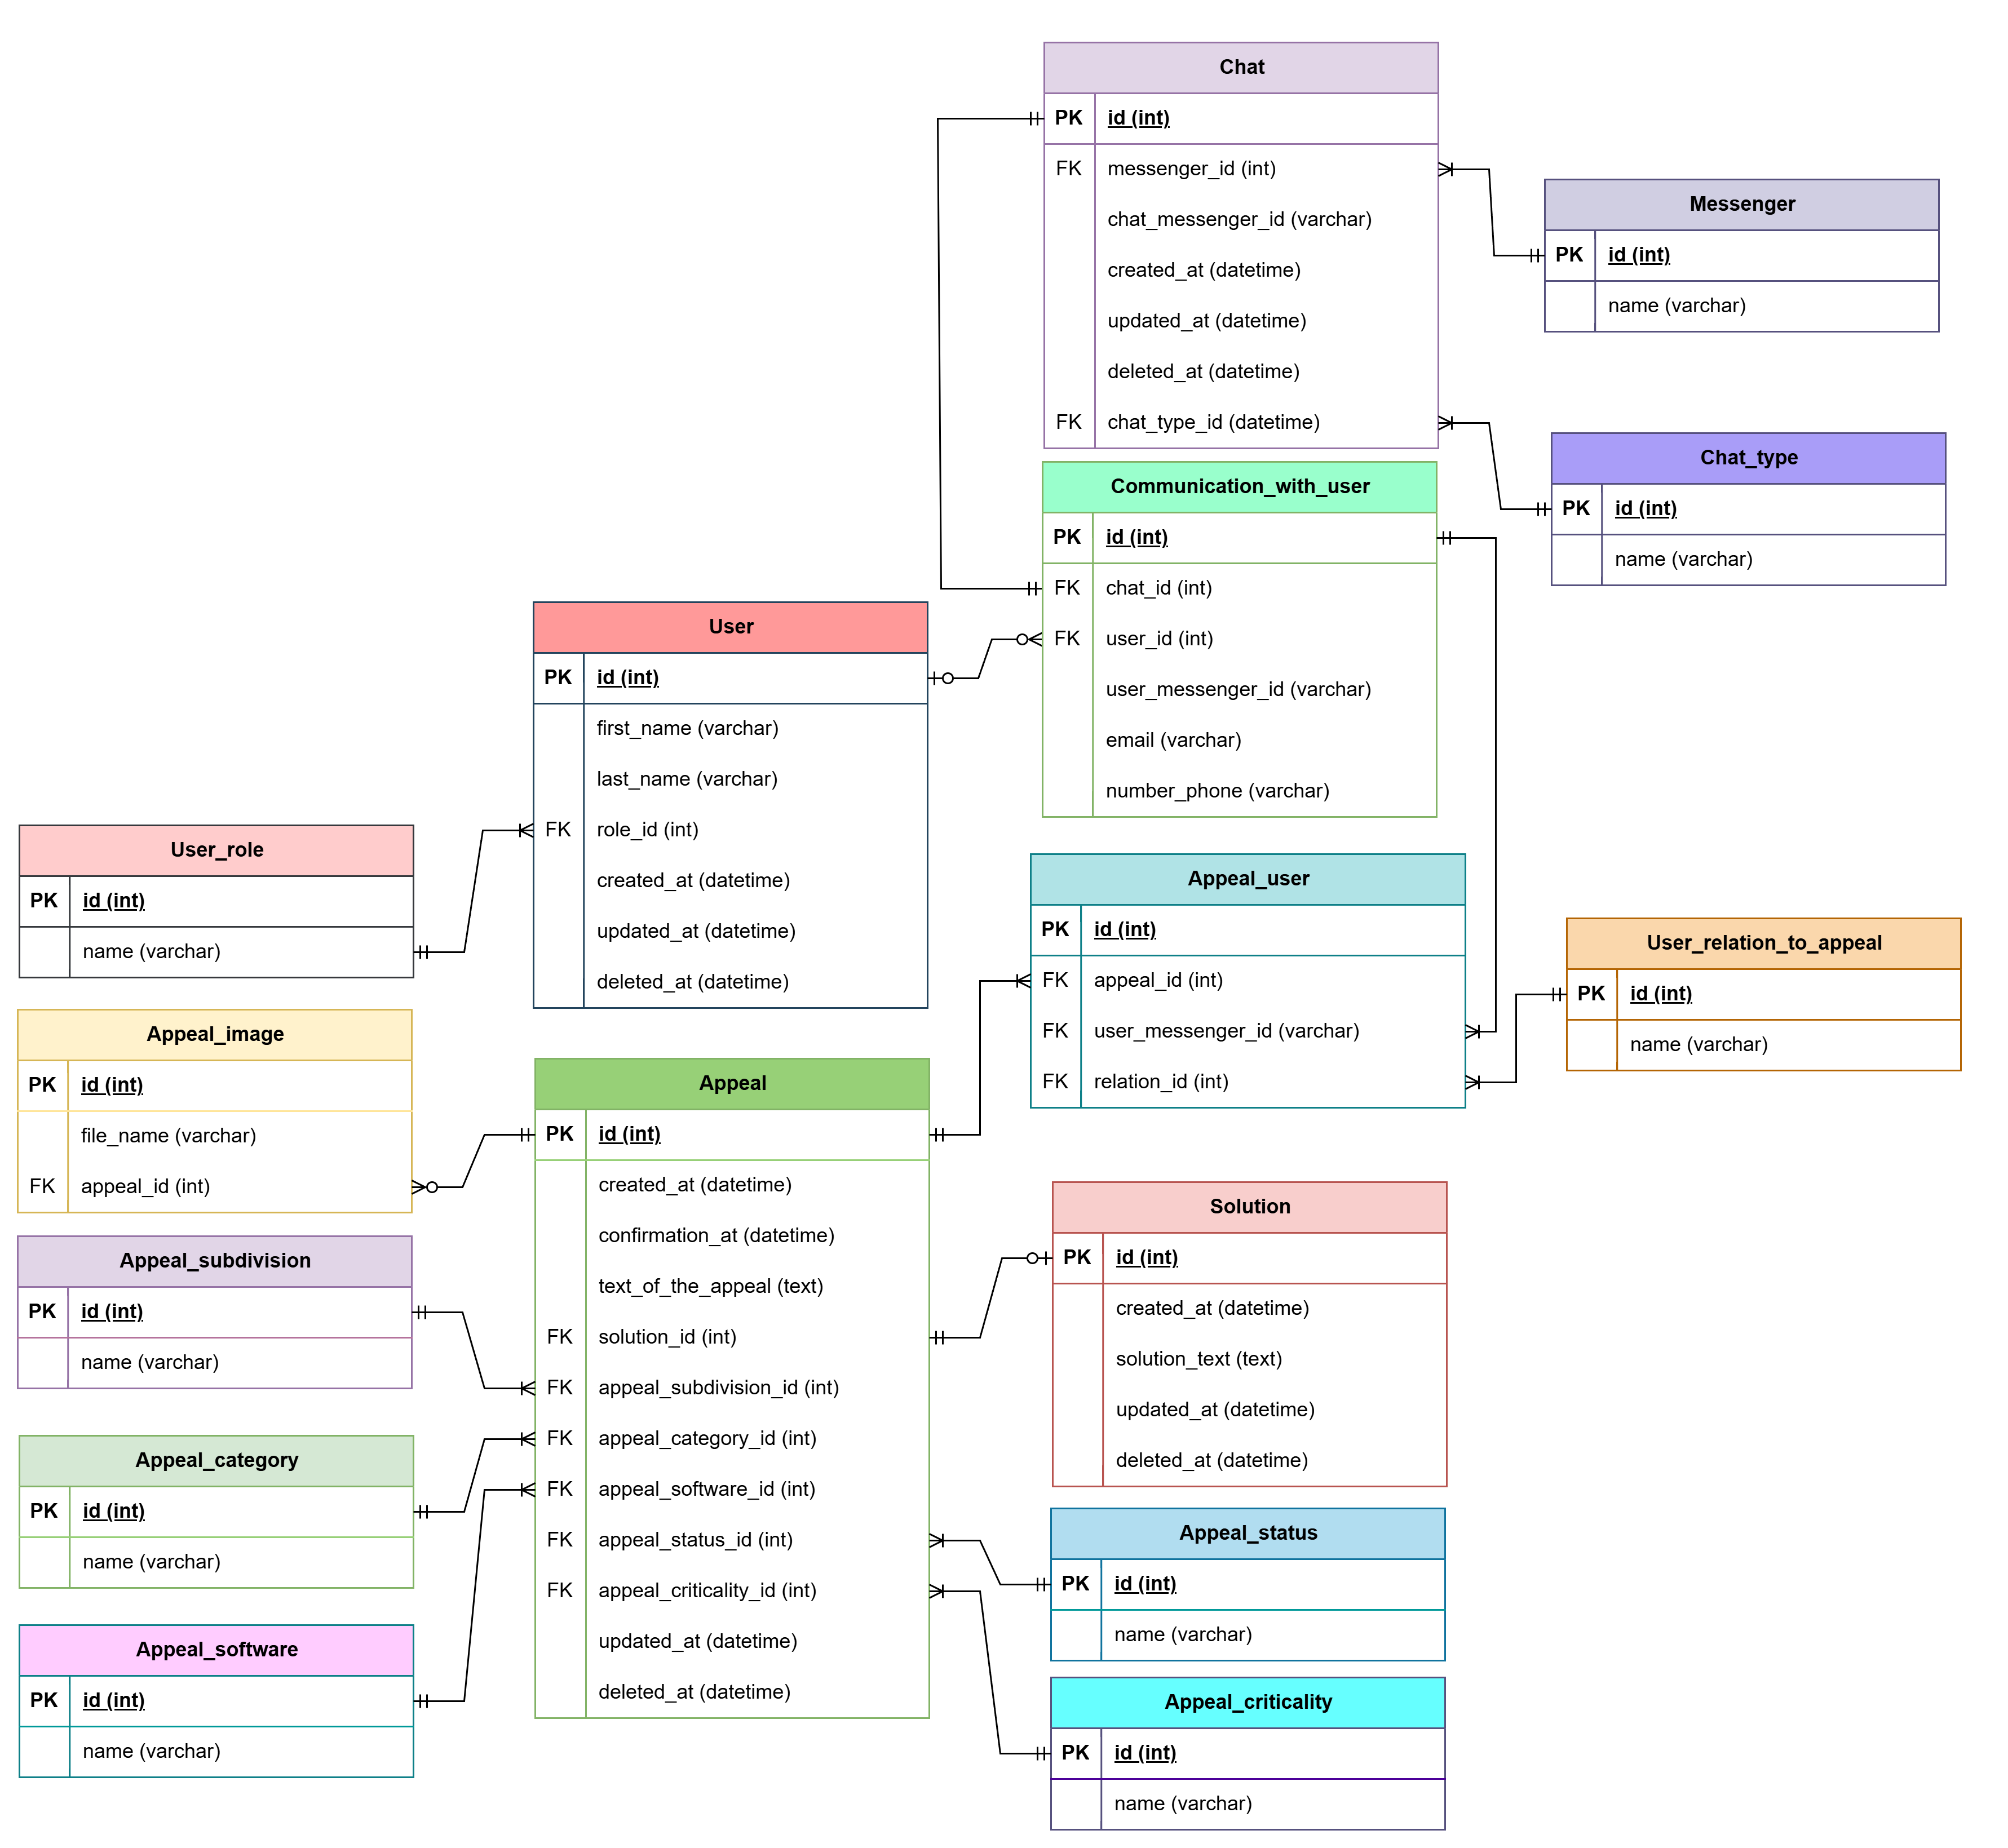 Chat
PK id (int)
FK messenger_id (int)
chat_messenger_id (varchar)
created_at (datetime)
updated_at (datetime)
deleted_at (datetime)
FK chat_type_id (datetime)
Messenger
PK id (int)
name (varchar)
Chat_type
PK id (int)
name (varchar)
Communication_with_user
PK id (int)
FK chat_id (int)
FK user_id (int)
user_messenger_id (varchar)
email (varchar)
number_phone (varchar)
User
PK id (int)
first_name (varchar)
last_name (varchar)
FK role_id (int)
created_at (datetime)
updated_at (datetime)
deleted_at (datetime)
User_role
PK id (int)
name (varchar)
Appeal_user
PK id (int)
FK appeal_id (int)
FK user_messenger_id (varchar)
FK relation_id (int)
User_relation_to_appeal
PK id (int)
name (varchar)
Appeal_image
PK id (int)
file_name (varchar)
FK appeal_id (int)
Appeal
PK id (int)
created_at (datetime)
confirmation_at (datetime)
text_of_the_appeal (text)
FK solution_id (int)
FK appeal_subdivision_id (int)
FK appeal_category_id (int)
FK appeal_software_id (int)
FK appeal_status_id (int)
FK appeal_criticality_id (int)
updated_at (datetime)
deleted_at (datetime)
Solution
PK id (int)
created_at (datetime)
solution_text (text)
updated_at (datetime)
deleted_at (datetime)
Appeal_subdivision
PK id (int)
name (varchar)
Appeal_category
PK id (int)
name (varchar)
Appeal_software
PK id (int)
name (varchar)
Appeal_status
PK id (int)
name (varchar)
Appeal_criticality
PK id (int)
name (varchar)